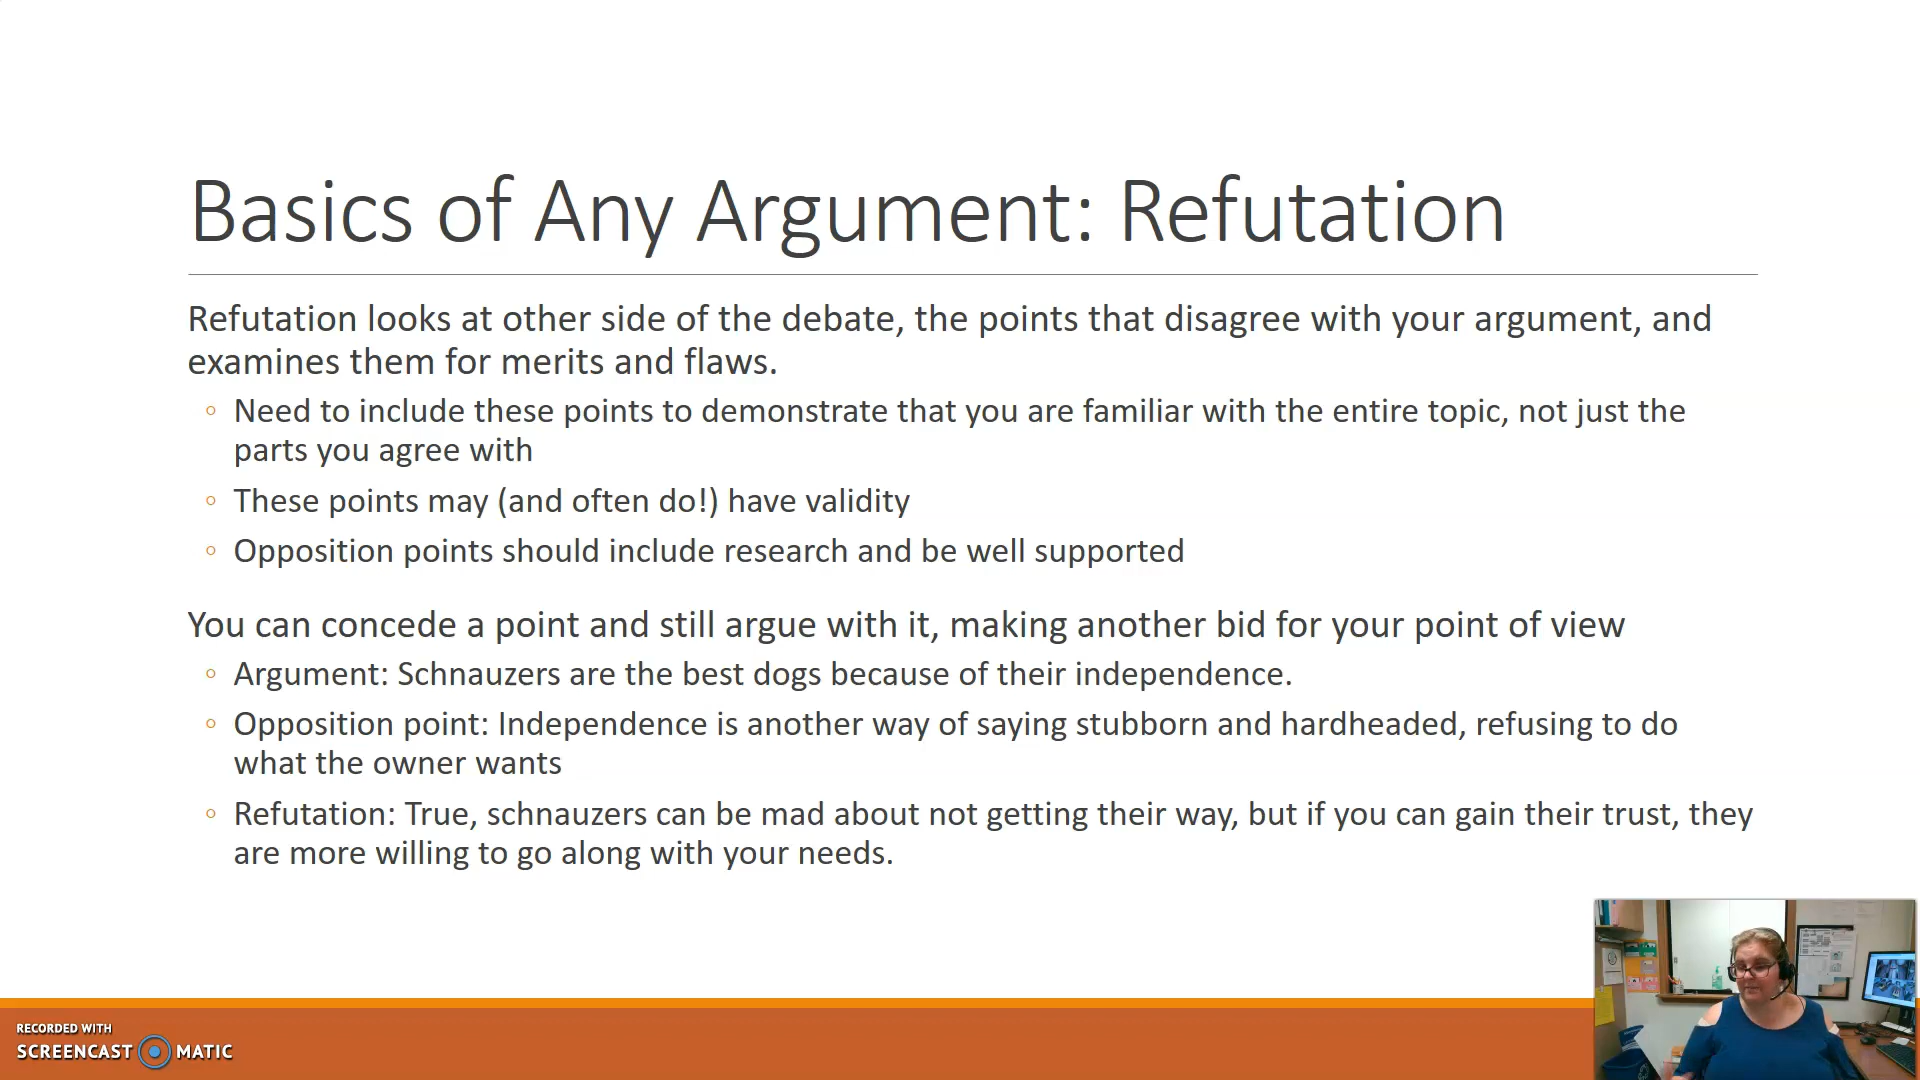 Basics of Any Argument: Refutation
Refutation looks at other side of the debate, the points that disagree with your argument, and
examines them for merits and flaws.
◦ Need to include these points to demonstrate that you are familiar with the entire topic, not just the
parts you agree with
◦ These points may (and often do!) have validity
◦ Opposition points should include research and be well supported
You can concede a point and still argue with it, making another bid for your point of view
◦ Argument: Schnauzers are the best dogs because of their independence.
◦ Opposition point: Independence is another way of saying stubborn and hardheaded, refusing to do
what the owner wants
◦ Refutation: True, schnauzers can be mad about not getting their way, but if you can gain their trust, they
are more willing to go along with your needs.
RECORDED WITH
SCREENCAST MATIC